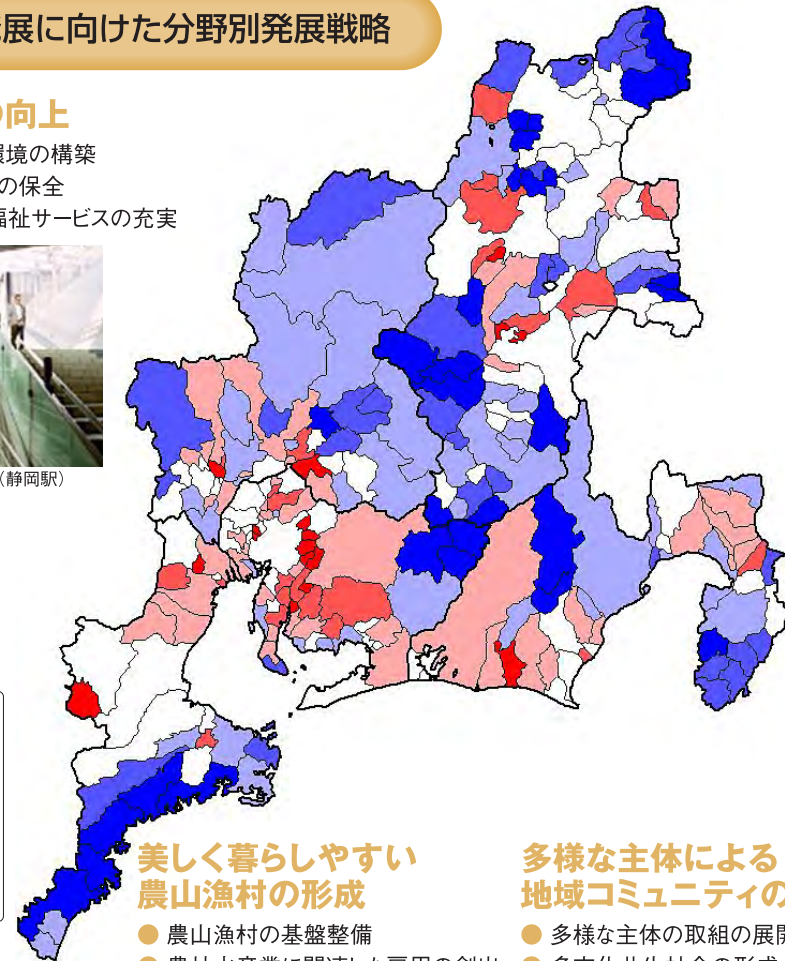 展に向けた分野別発展戦略
向上
環境の構築
の保全
福祉サービスの充実
（静岡駅）
美しく暮らしやすい
農山漁村の形成
● 農山漁村の基盤整備
多様な主体による
地域コミュニティの
● 多様な主体の取組の展開